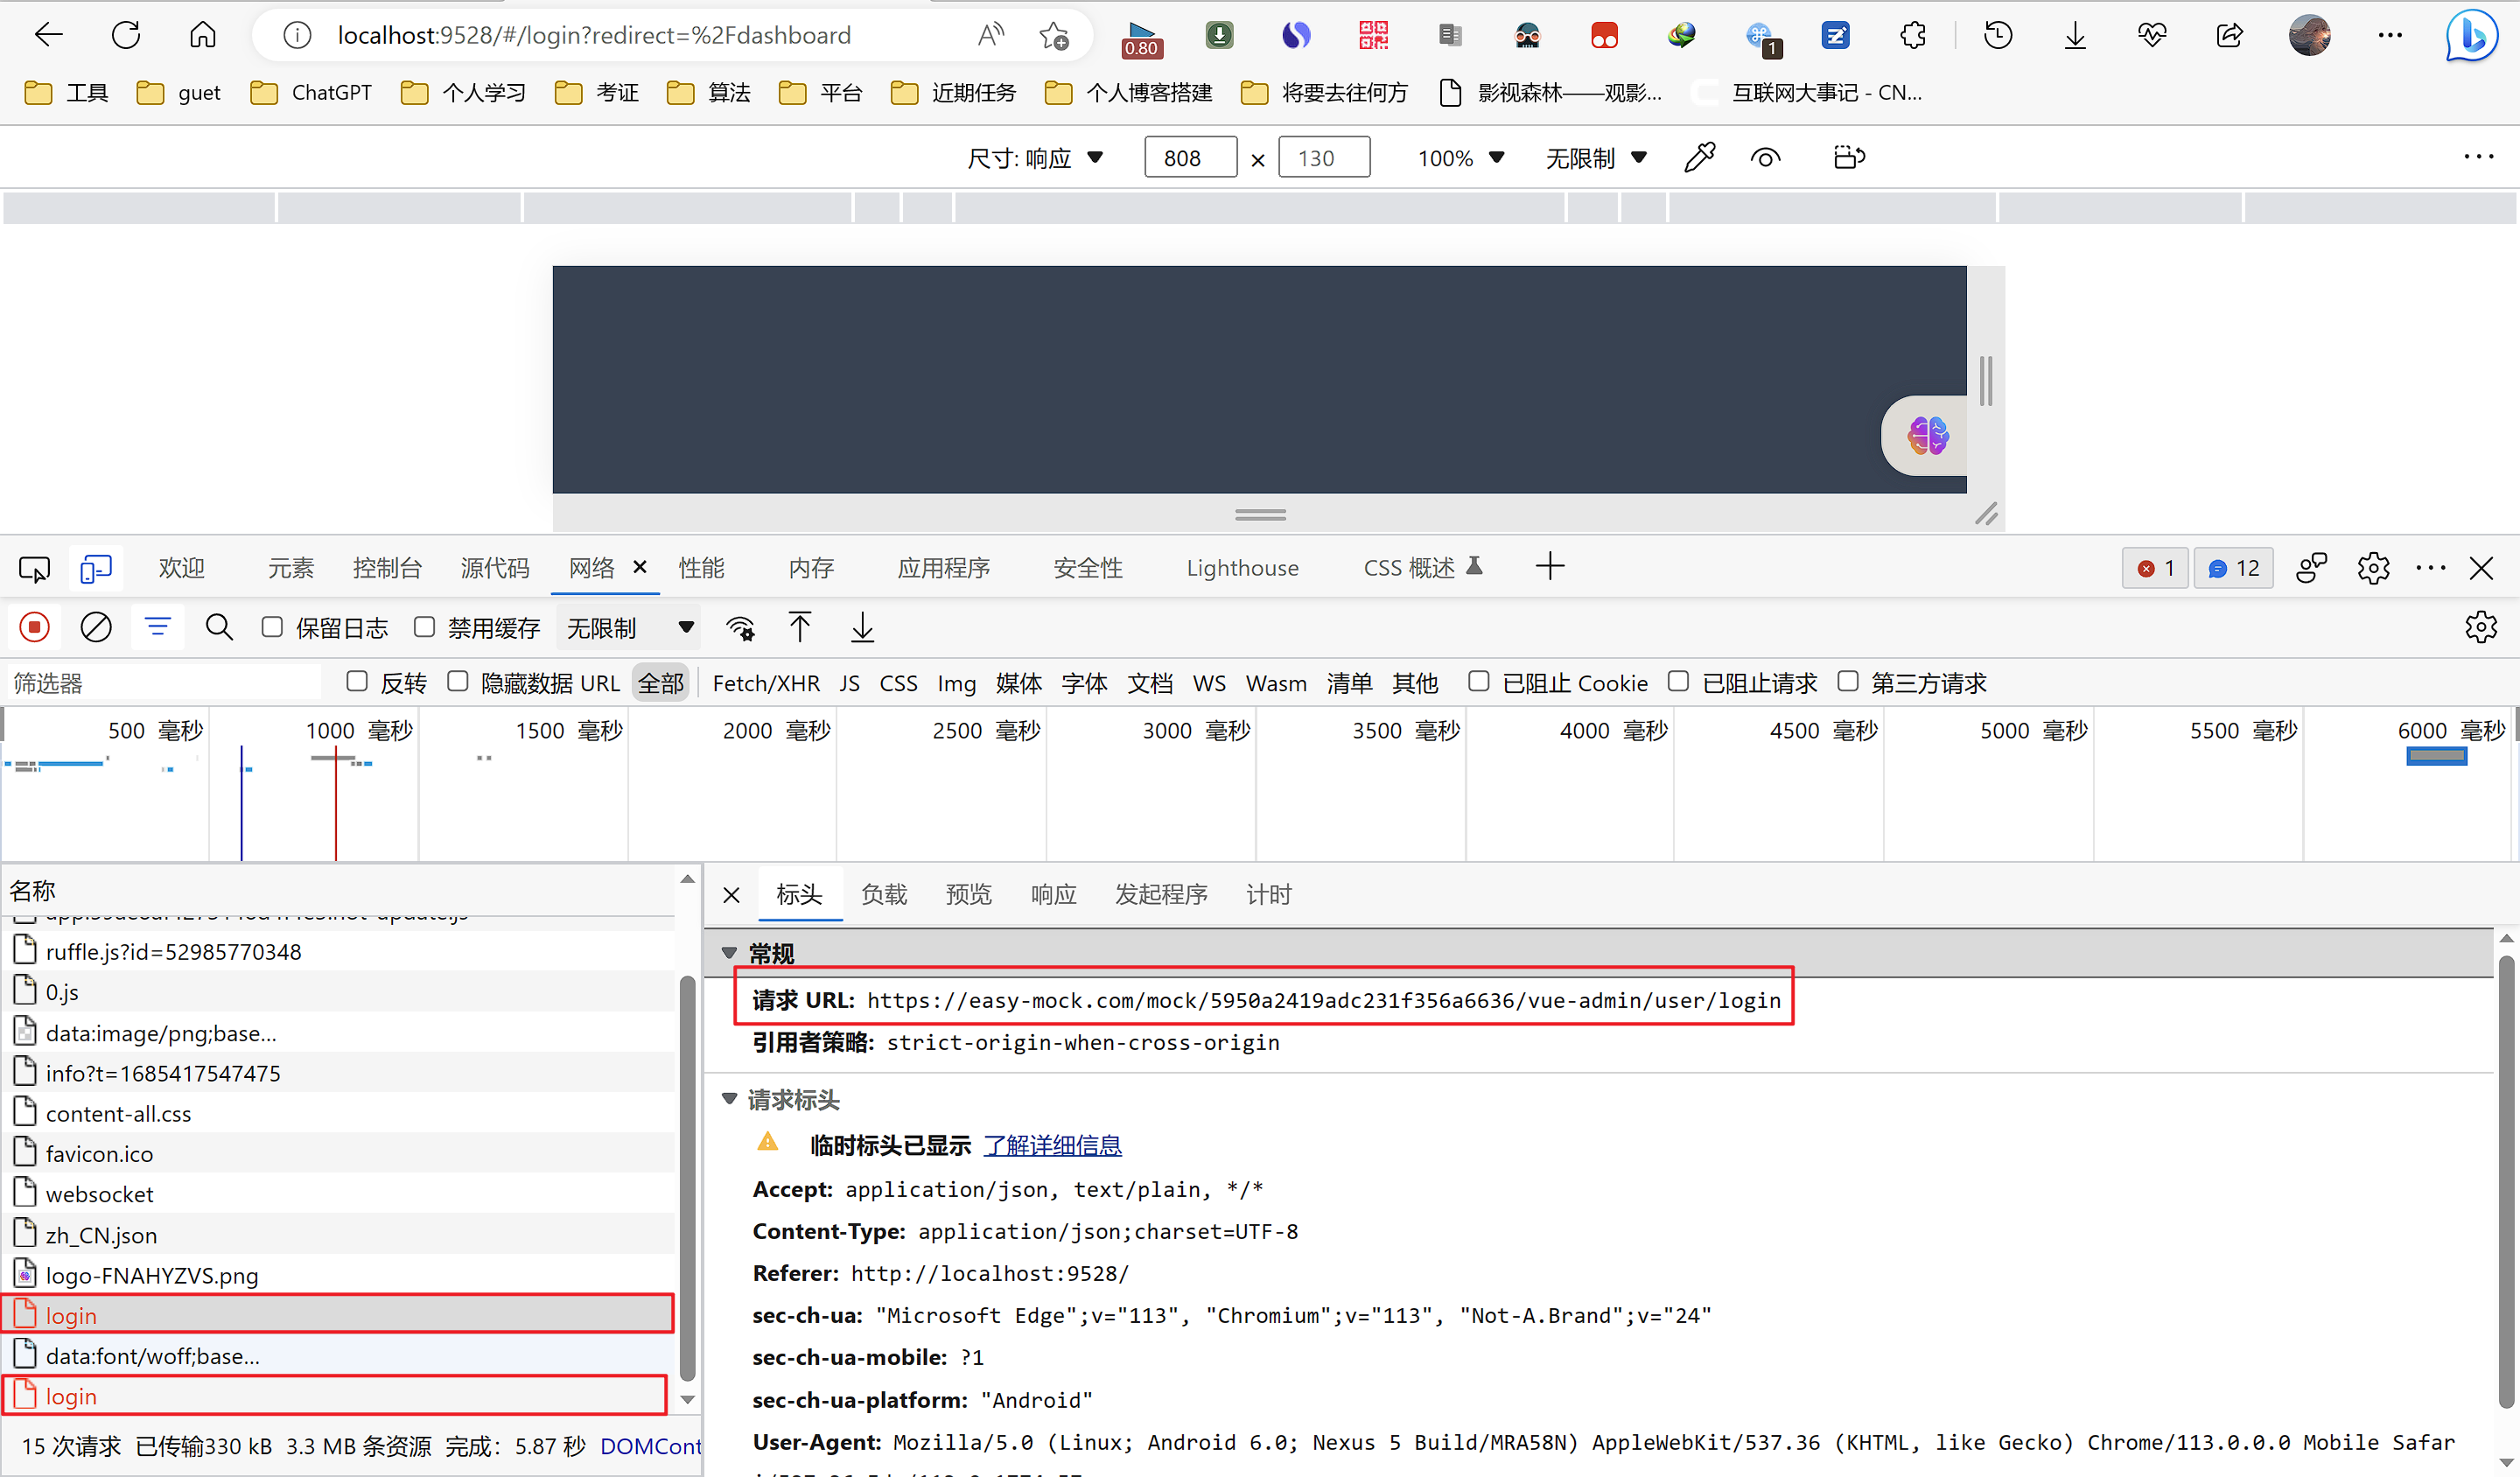 localhost:9528/#/login?redirect=%2Fdashboard
0.80
1
工具 guet ChatGPT 个人学习 考证 算法 平台 近期任务 个人博客搭建 将要去往何方 影视森林——观影... 互联网大事记 - CN...
尺寸: 响应 808 × 130 100% 无限制
欢迎 元素 控制台 源代码 网络 性能 内存 应用程序 安全性 Lighthouse CSS 概述 1 12
保留日志 禁用缓存 无限制
筛选器 反转 隐藏数据 URL 全部 Fetch/XHR JS CSS Img 媒体 字体 文档 WS Wasm 清单 其他 已阻止 Cookie 已阻止请求 第三方请求
500 毫秒 1000 毫秒 1500 毫秒 2000 毫秒 2500 毫秒 3000 毫秒 3500 毫秒 4000 毫秒 4500 毫秒 5000 毫秒 5500 毫秒 6000 毫秒
名称
ruffle.js?id=52985770348
0.js
data:image/png;base...
info?t=1685417547475
content-all.css
favicon.ico
websocket
zh_CN.json
logo-FNAHYZVS.png
login
data:font/woff;base...
login
15 次请求 已传输330 kB 3.3 MB 条资源 完成: 5.87 秒 DOMCont
标头 负载 预览 响应 发起程序 计时
常规
请求 URL: https://easy-mock.com/mock/5950a2419adc231f356a6636/vue-admin/user/login
引用者策略: strict-origin-when-cross-origin
请求标头
临时标头已显示 了解详细信息
Accept: application/json, text/plain, */*
Content-Type: application/json;charset=UTF-8
Referer: http://localhost:9528/
sec-ch-ua: "Microsoft Edge";v="113", "Chromium";v="113", "Not-A.Brand";v="24"
sec-ch-ua-mobile: ?1
sec-ch-ua-platform: "Android"
User-Agent: Mozilla/5.0 (Linux; Android 6.0; Nexus 5 Build/MRA58N) AppleWebKit/537.36 (KHTML, like Gecko) Chrome/113.0.0.0 Mobile Safar